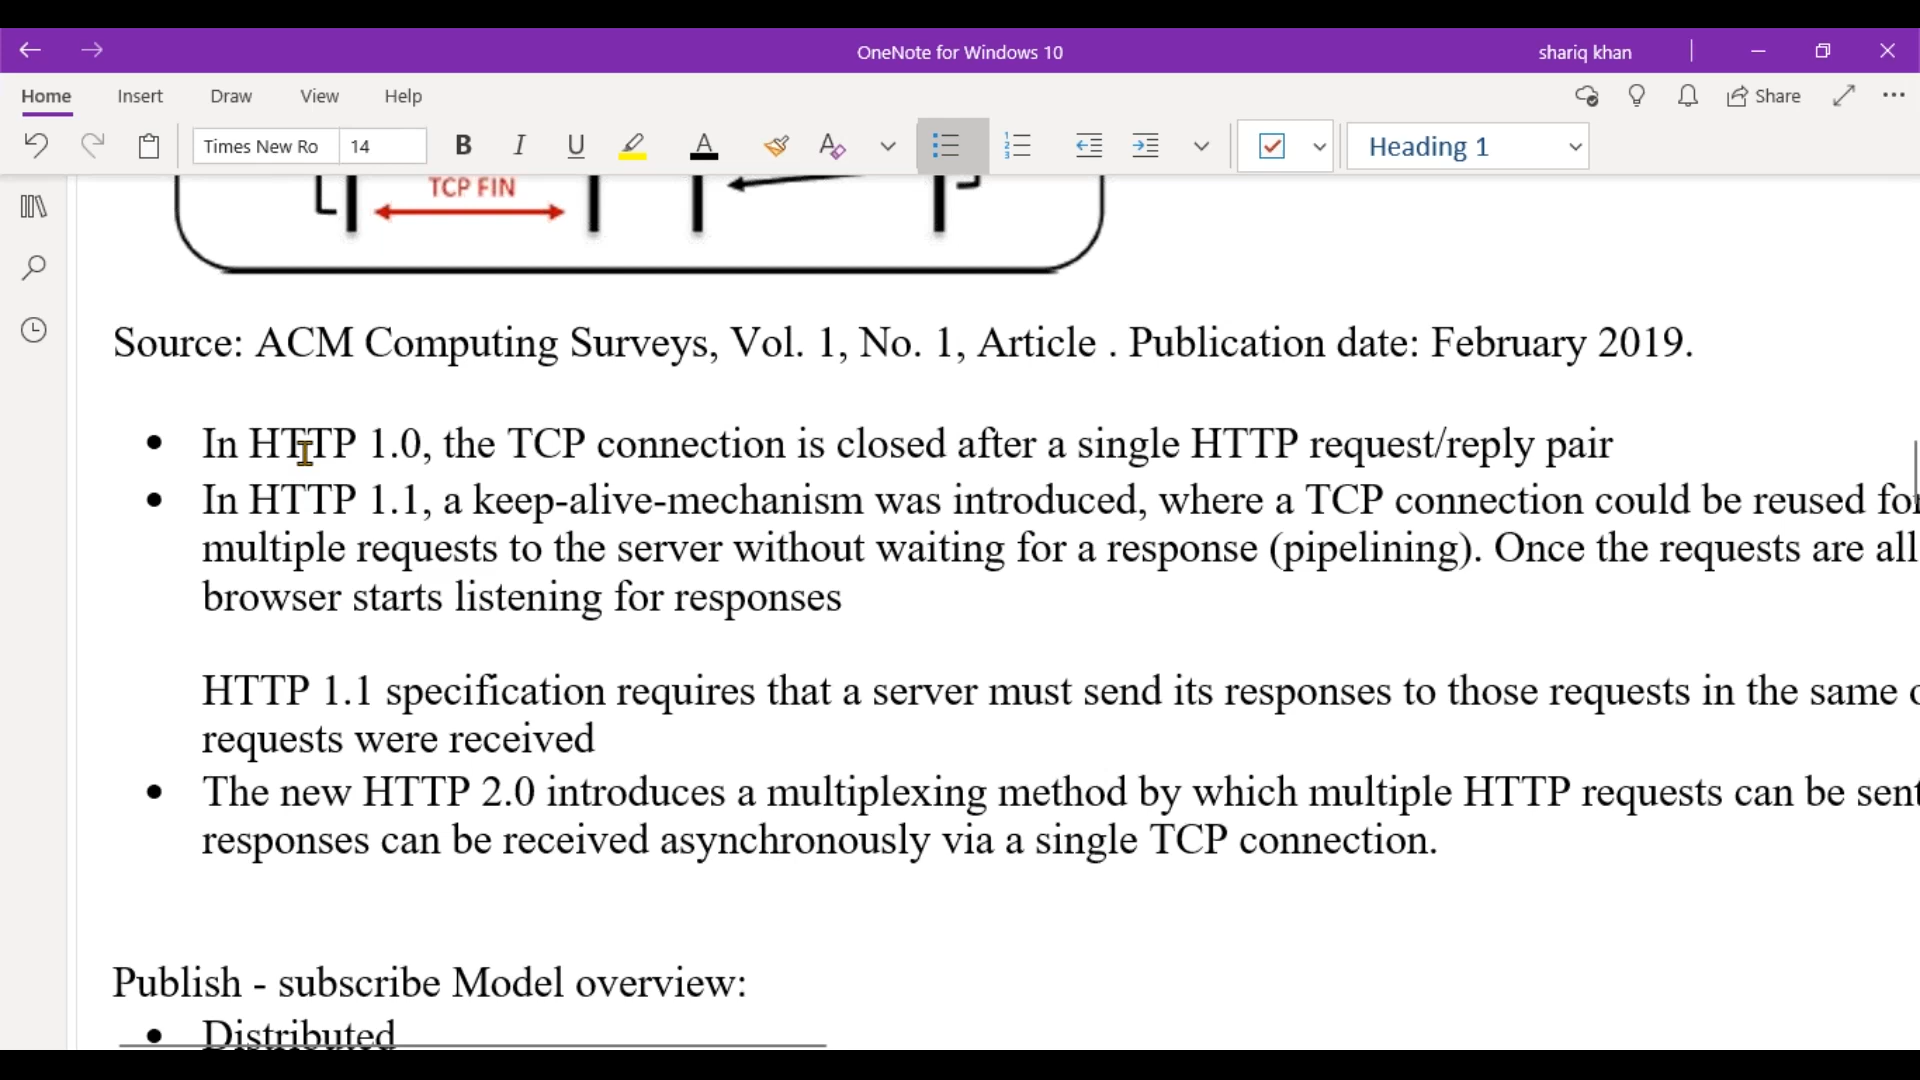 OneNote for Windows 10
shariq khan
Home Insert Draw View Help
Share
Times New Ro 14 B I U A A Heading 1
TCP FIN
Source: ACM Computing Surveys, Vol. 1, No. 1, Article . Publication date: February 2019.
• In HTTP 1.0, the TCP connection is closed after a single HTTP request/reply pair
• In HTTP 1.1, a keep-alive-mechanism was introduced, where a TCP connection could be reused for
multiple requests to the server without waiting for a response (pipelining). Once the requests are all
browser starts listening for responses
HTTP 1.1 specification requires that a server must send its responses to those requests in the same
requests were received
• The new HTTP 2.0 introduces a multiplexing method by which multiple HTTP requests can be sent
responses can be received asynchronously via a single TCP connection.
Publish - subscribe Model overview:
• Distributed